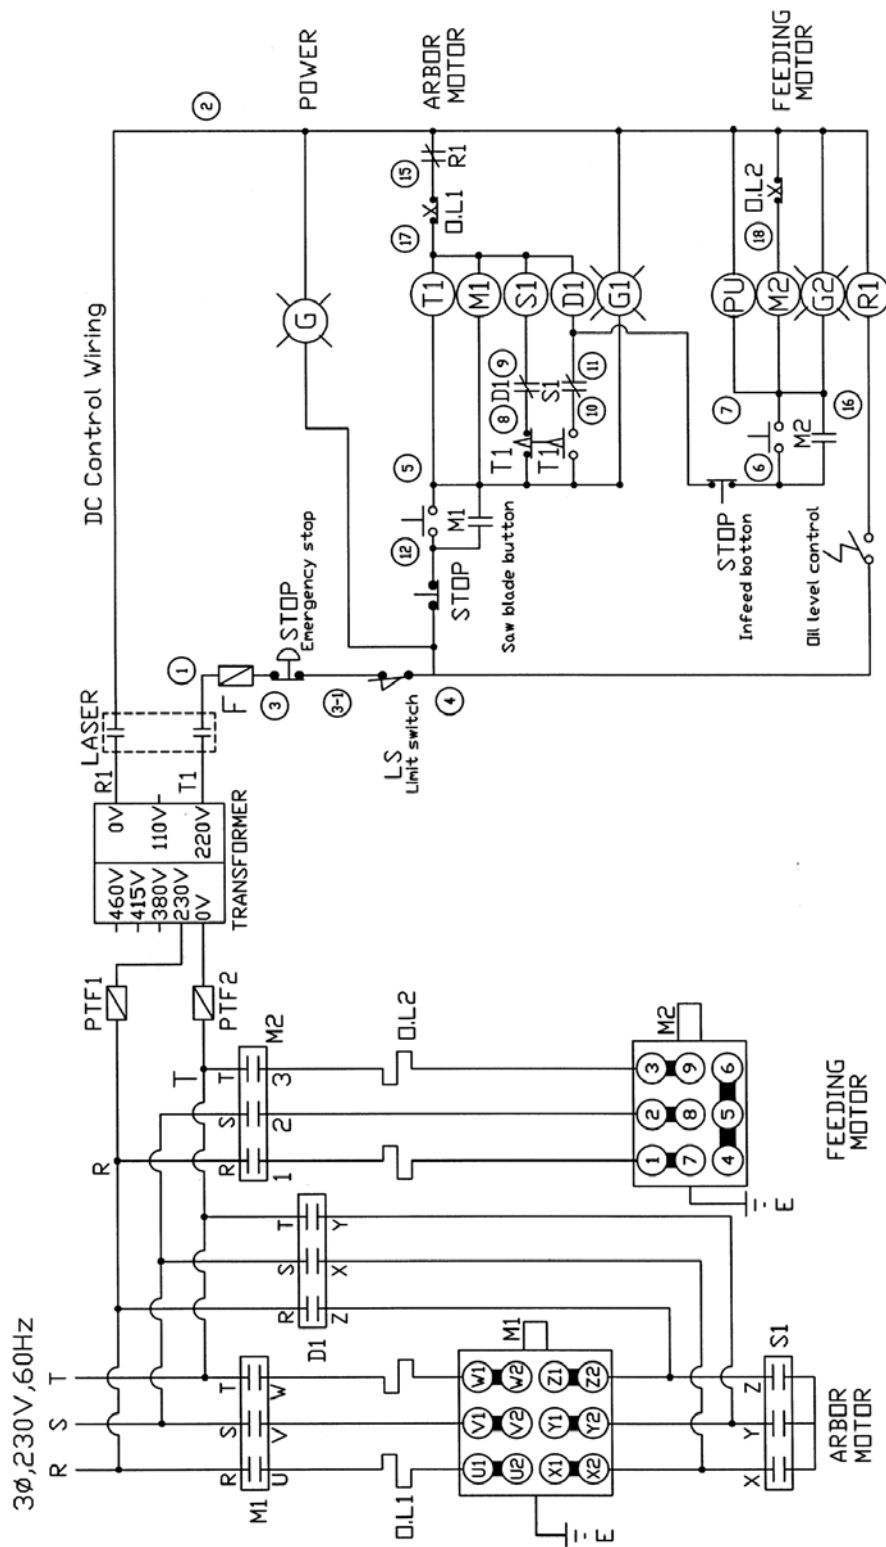 3ø,230V,60Hz
R S T
R S T
M1
U V W
O.L1
M1
U1 V1 W1
U2 V2 W2
X1 Y1 Z1
X2 Y2 Z2
E
X Y Z
S1
ARBOR
MOTOR
R S T
D1
Z X Y
R S T
T
M2
1 2 3
O.L2
M2
1 2 3
7 8 9
4 5 6
E
FEEDING
MOTOR
PTF1
PTF2
460V
415V
380V
230V
0V
0V
110V
220V
TRANSFORMER
R1
T1
LASER
DC Control Wiring
1
2
F
3
STOP
Emergency stop
3-1
LS
Limit switch
4
G
POWER
STOP
12
M1
Saw blade button
5
T1
17
O.L1
15
R1
ARBOR
MOTOR
M1
T1
8
D1
9
S1
T1
10
S1
11
D1
G1
STOP
Infeed botton
6
7
M2
16
PU
M2
18
O.L2
FEEDING
MOTOR
G2
Oil level control
R1